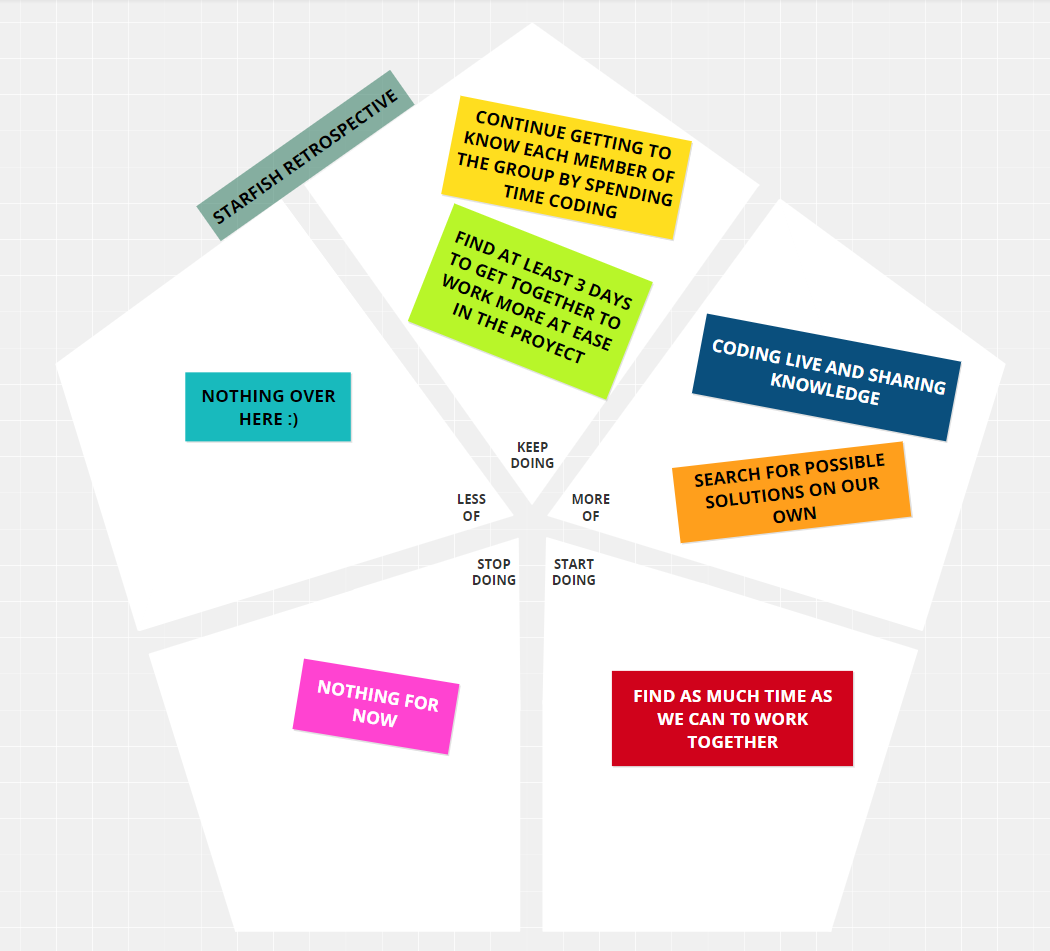 STARFISH RETROSPECTIVE
CONTINUE GETTING TO
KNOW EACH MEMBER OF
THE GROUP BY SPENDING
TIME CODING
FIND AT LEAST 3 DAYS
TO GET TOGETHER TO
WORK MORE AT EASE
IN THE PROYECT
KEEP
DOING
NOTHING OVER
HERE :)
LESS
OF
CODING LIVE AND SHARING
KNOWLEDGE
SEARCH FOR POSSIBLE
SOLUTIONS ON OUR
OWN
MORE
OF
STOP
DOING
NOTHING FOR
NOW
START
DOING
FIND AS MUCH TIME AS
WE CAN T0 WORK
TOGETHER